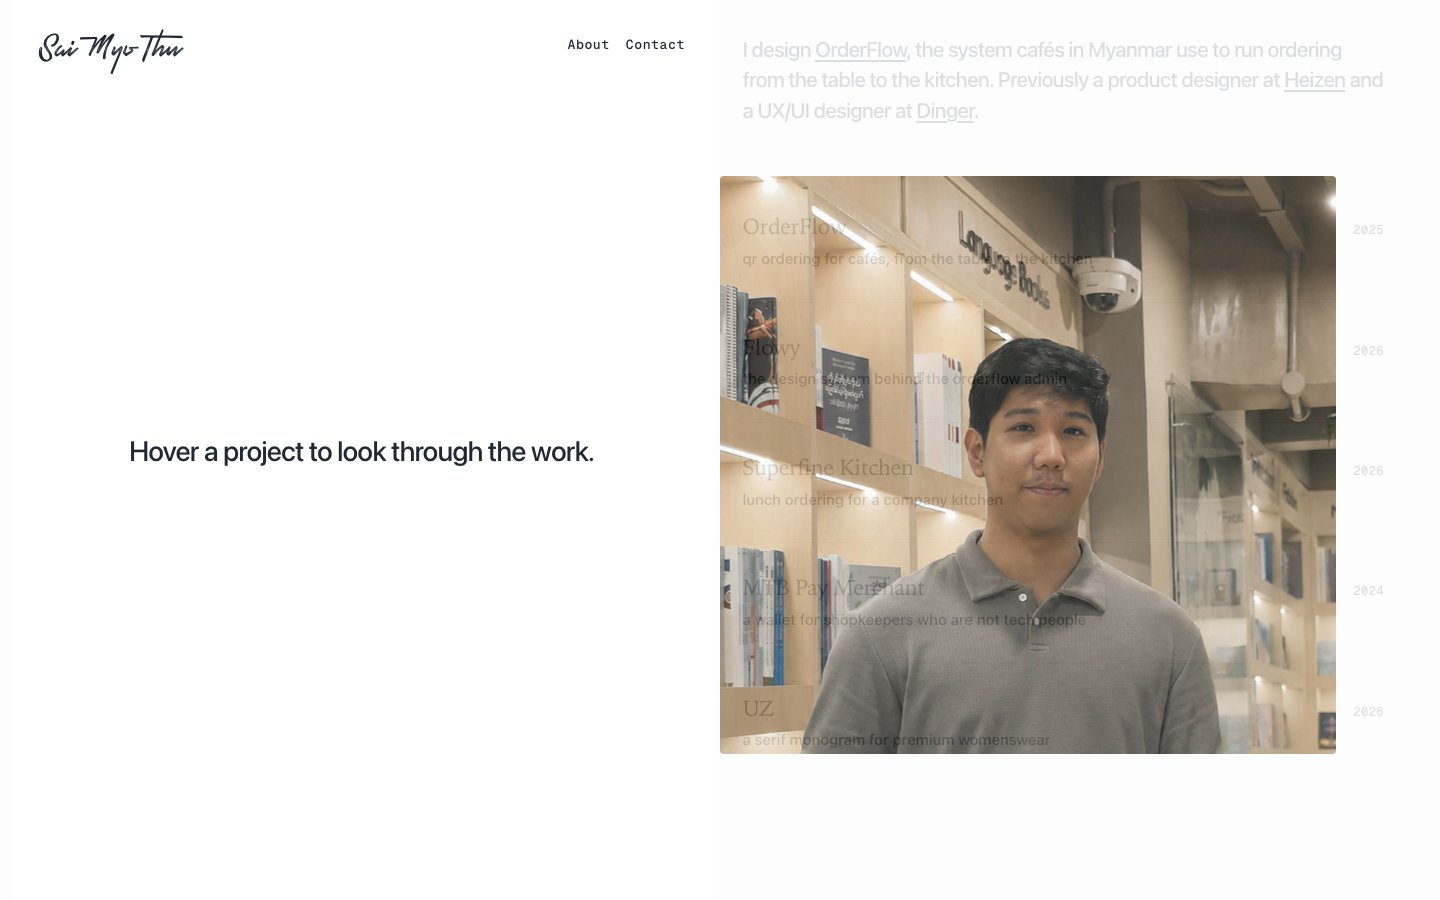 Sai Myo Thu
About Contact
Hover a project to look through the work.
I design OrderFlow, the system cafés in Myanmar use to run ordering
from the table to the kitchen. Previously a product designer at Heizen and
a UX/UI designer at Dinger.
OrderFlow 2025
qr ordering for cafés, from the table to the kitchen
Language Books
Flowy 2026
the design system behind the orderflow admin
Superfine Kitchen 2026
lunch ordering for a company kitchen
MTB Pay Merchant 2024
a wallet for shopkeepers who are not tech people
UZ 2026
a serif monogram for premium womenswear